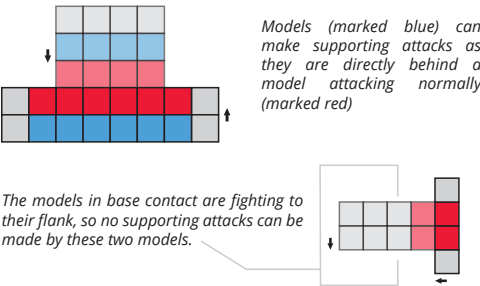 Models (marked blue) can
make supporting attacks as
they are directly behind a
model attacking normally
(marked red)
The models in base contact are fighting to
their flank, so no supporting attacks can be
made by these two models.